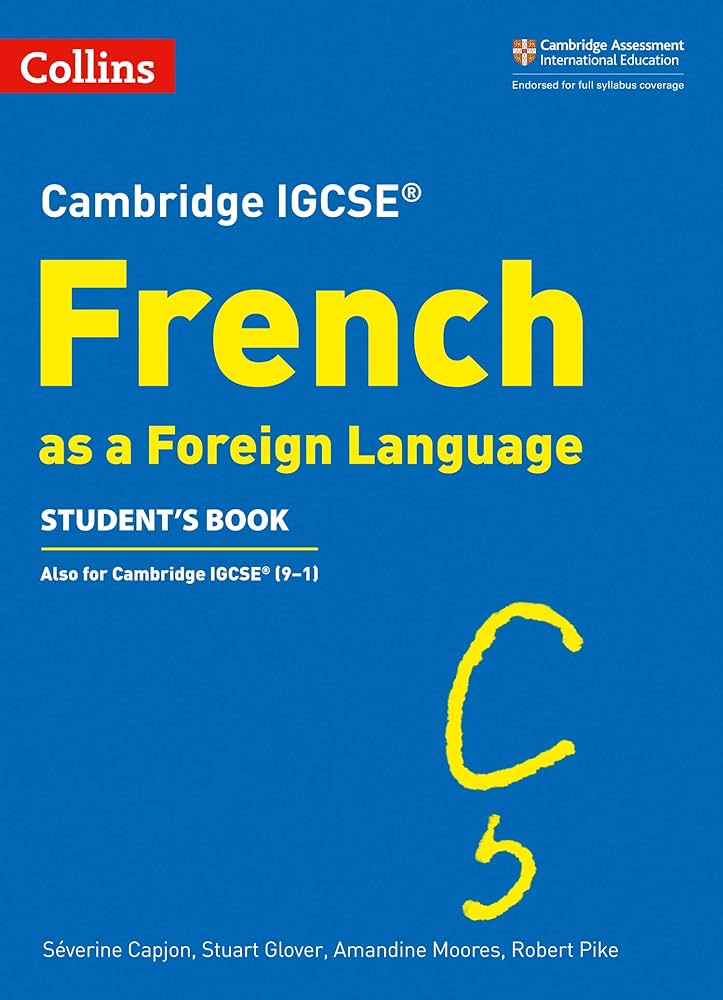 Collins
Cambridge Assessment
International Education
Endorsed for full syllabus coverage
Cambridge IGCSE®
French
as a Foreign Language
STUDENT'S BOOK
Also for Cambridge IGCSE® (9–1)
Ç
Séverine Capjon, Stuart Glover, Amandine Moores, Robert Pike